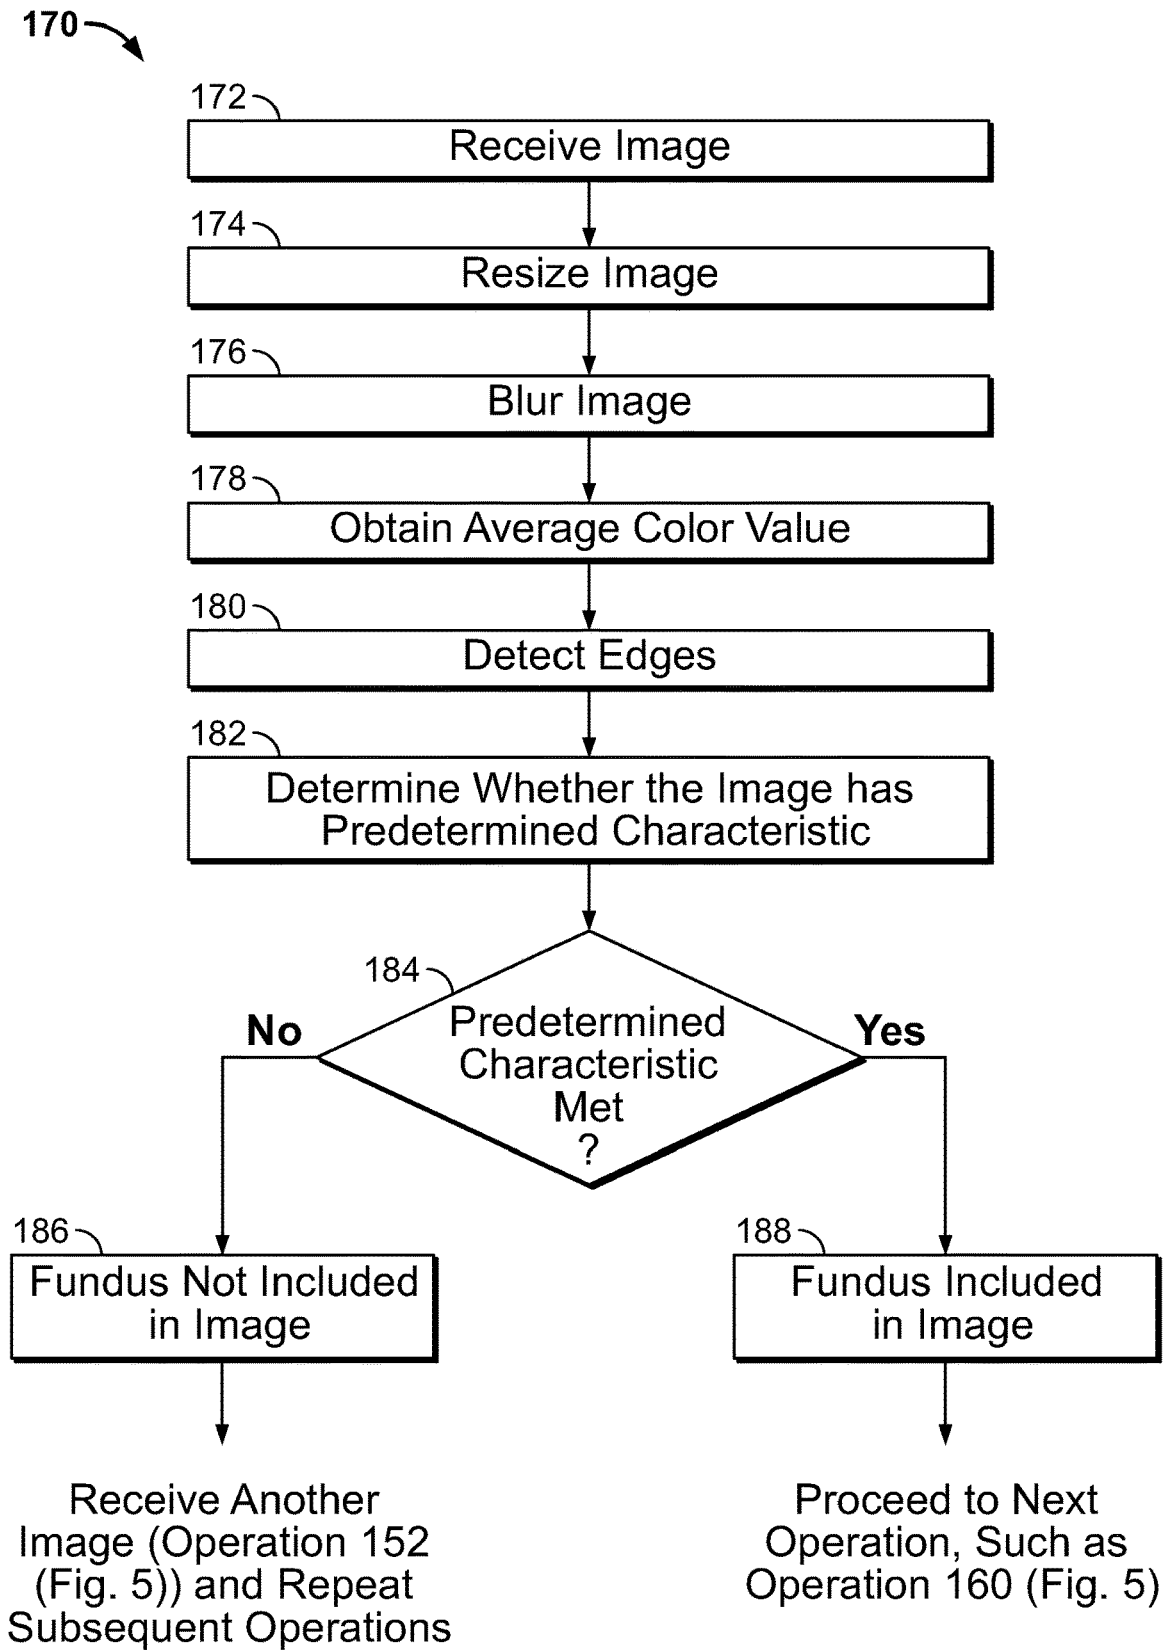 170
172
Receive Image
174
Resize Image
176
Blur Image
178
Obtain Average Color Value
180
Detect Edges
182
Determine Whether the Image has
Predetermined Characteristic
184
No
Predetermined
Characteristic
Met
?
Yes
186
Fundus Not Included
in Image
188
Fundus Included
in Image
Receive Another
Image (Operation 152
(Fig. 5)) and Repeat
Subsequent Operations
Proceed to Next
Operation, Such as
Operation 160 (Fig. 5)